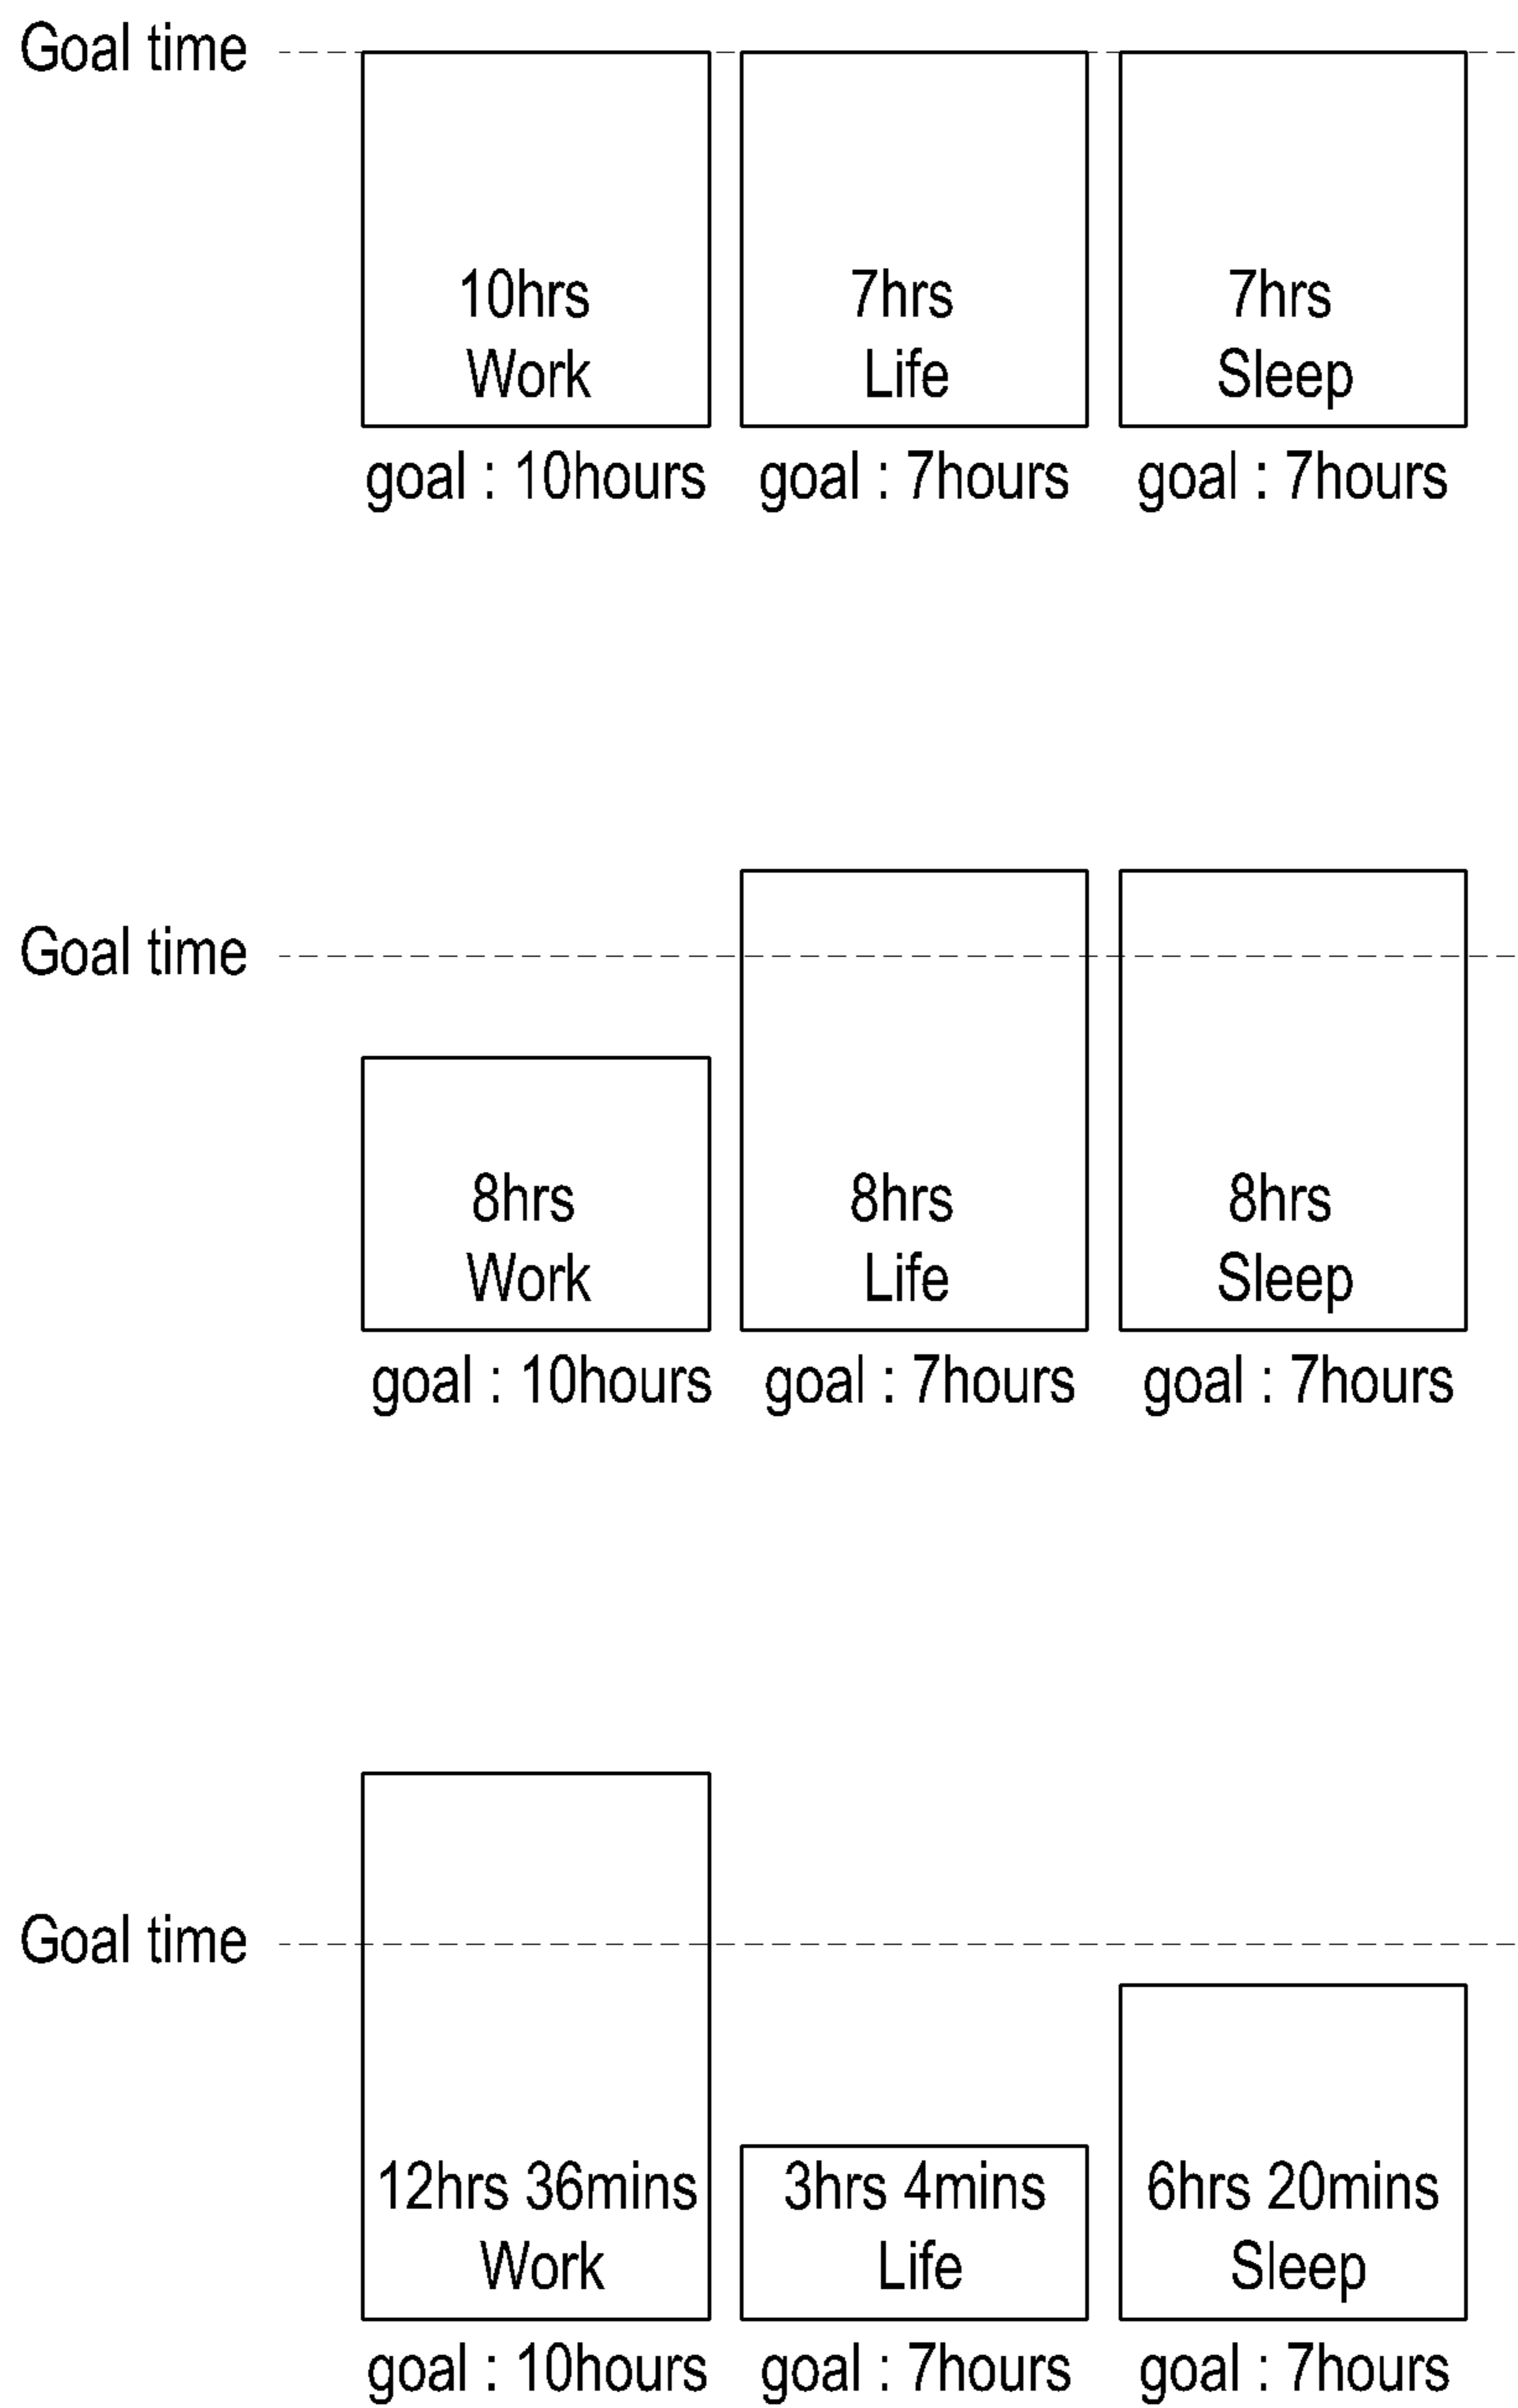 Goal time
10hrs 7hrs 7hrs
Work Life Sleep
goal : 10hours goal : 7hours goal : 7hours
Goal time
8hrs 8hrs 8hrs
Work Life Sleep
goal : 10hours goal : 7hours goal : 7hours
Goal time
12hrs 36mins 3hrs 4mins 6hrs 20mins
Work Life Sleep
goal : 10hours goal : 7hours goal : 7hours